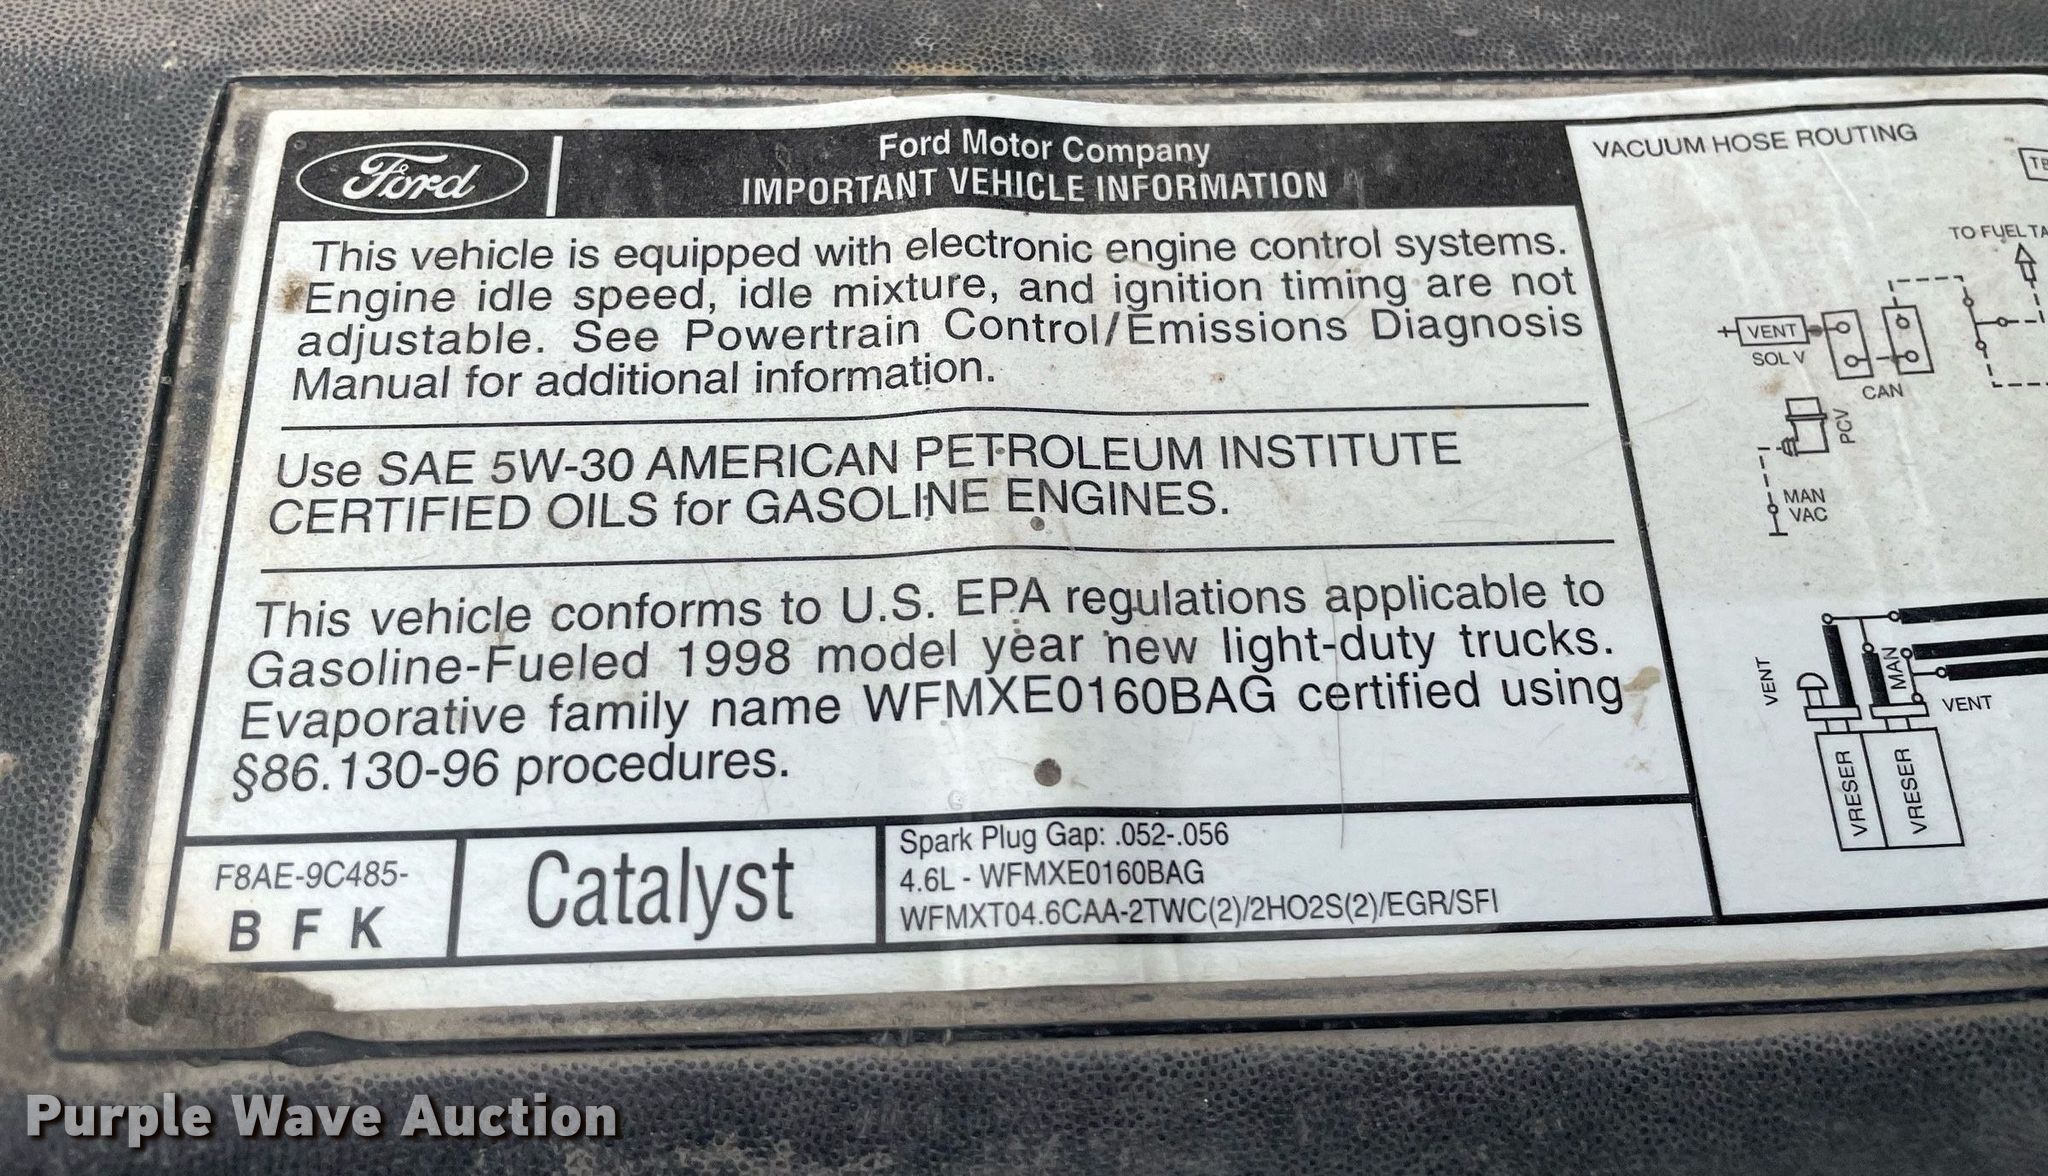 Ford
Ford Motor Company
IMPORTANT VEHICLE INFORMATION
This vehicle is equipped with electronic engine control systems.
Engine idle speed, idle mixture, and ignition timing are not
adjustable. See Powertrain Control/Emissions Diagnosis
Manual for additional information.
Use SAE 5W-30 AMERICAN PETROLEUM INSTITUTE
CERTIFIED OILS for GASOLINE ENGINES.
This vehicle conforms to U.S. EPA regulations applicable to
Gasoline-Fueled 1998 model year new light-duty trucks.
Evaporative family name WFMXE0160BAG certified using
§86.130-96 procedures.
F8AE-9C485-
B F K
Catalyst
Spark Plug Gap: .052-.056
4.6L - WFMXE0160BAG
WFMXT04.6CAA-2TWC(2)/2HO2S(2)/EGR/SFI
VACUUM HOSE ROUTING
TO FUEL
VENT
SOL V
CAN
PCV
MAN
VAC
VENT
MAN
VENT
VRESER
VRESER
Purple Wave Auction